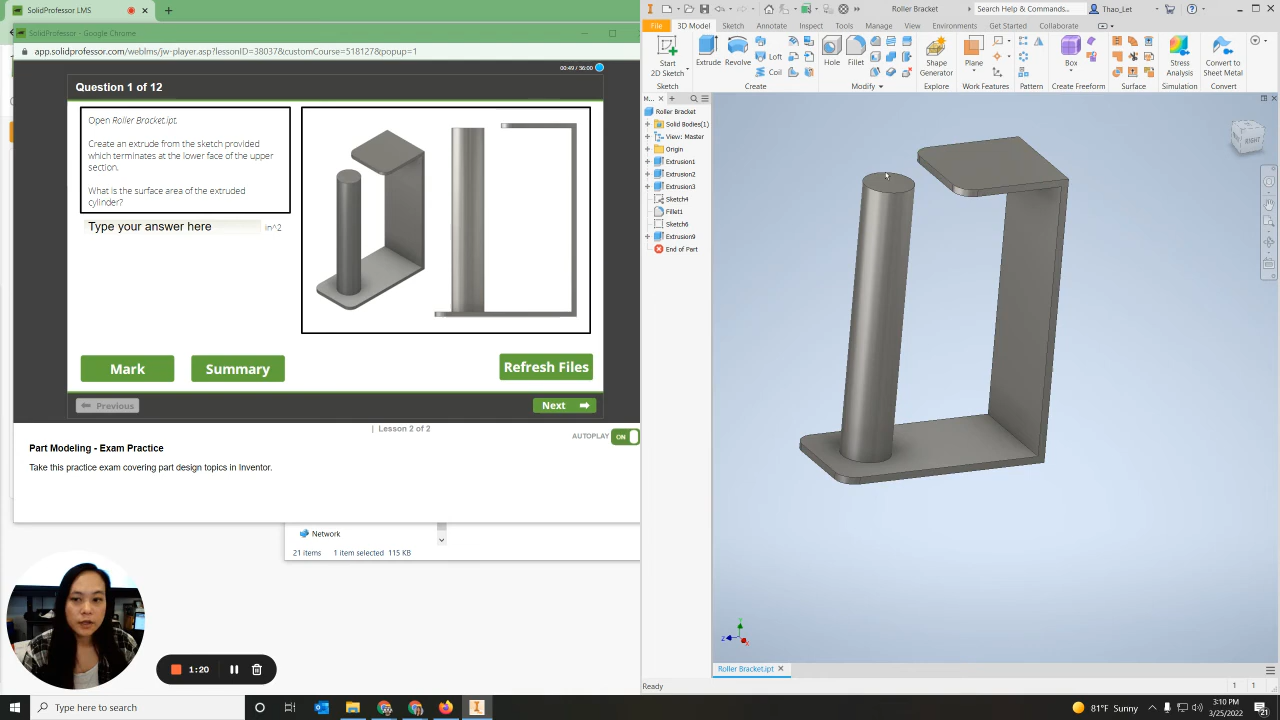 SolidProfessor LMS
SolidProfessor - Google Chrome
app.solidprofessor.com/weblms/jw-player.asp?lessonID=38037&customCourse=518127&popup=1
00:49 / 36:00
Question 1 of 12
Open Roller Bracket.ipt.
Create an extrude from the sketch provided
which terminates at the lower face of the upper
section.
What is the surface area of the extruded
cylinder?
Type your answer here
in^2
Mark
Summary
Refresh Files
Previous
Next
Lesson 2 of 2
AUTOPLAY
ON
Part Modeling - Exam Practice
Take this practice exam covering part design topics in Inventor.
Network
21 items 1 item selected 115 KB
1:20
Roller Bracket
Search Help & Commands...
Thao_Let
File
3D Model
Sketch
Annotate
Inspect
Tools
Manage
View
Environments
Get Started
Collaborate
Start
2D Sketch
Extrude
Revolve
Loft
Coil
Hole
Fillet
Shape
Generator
Plane
Box
Stress
Analysis
Convert to
Sheet Metal
Sketch
Create
Modify
Explore
Work Features
Pattern
Create Freeform
Surface
Simulation
Convert
M...
Roller Bracket
Solid Bodies(1)
View: Master
Origin
Extrusion1
Extrusion2
Extrusion3
Sketch4
Fillet1
Sketch6
Extrusion9
End of Part
RIGHT
Y
Z
X
Roller Bracket.ipt
Ready
1 1
Type here to search
81°F Sunny
3:10 PM
3/25/2022
21